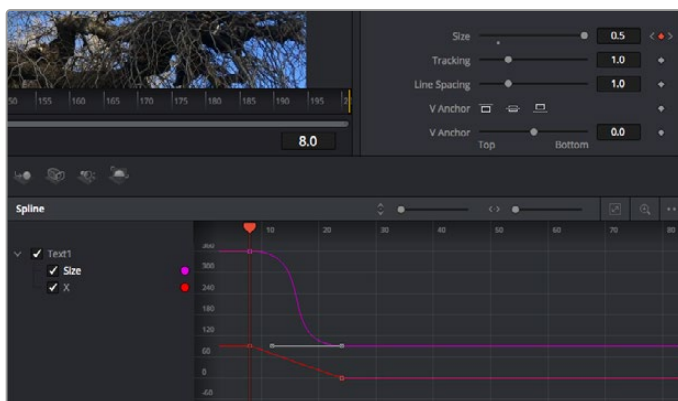 Size 0.5
Tracking 1.0
Line Spacing 1.0
V Anchor
V Anchor 0.0
Top Bottom
50 155 160 165 170 175 180 185 190 195
8.0
Spline
10 20 30 40 50 60 70 80
Text1
Size
X
300
240
180
120
60
0
-60